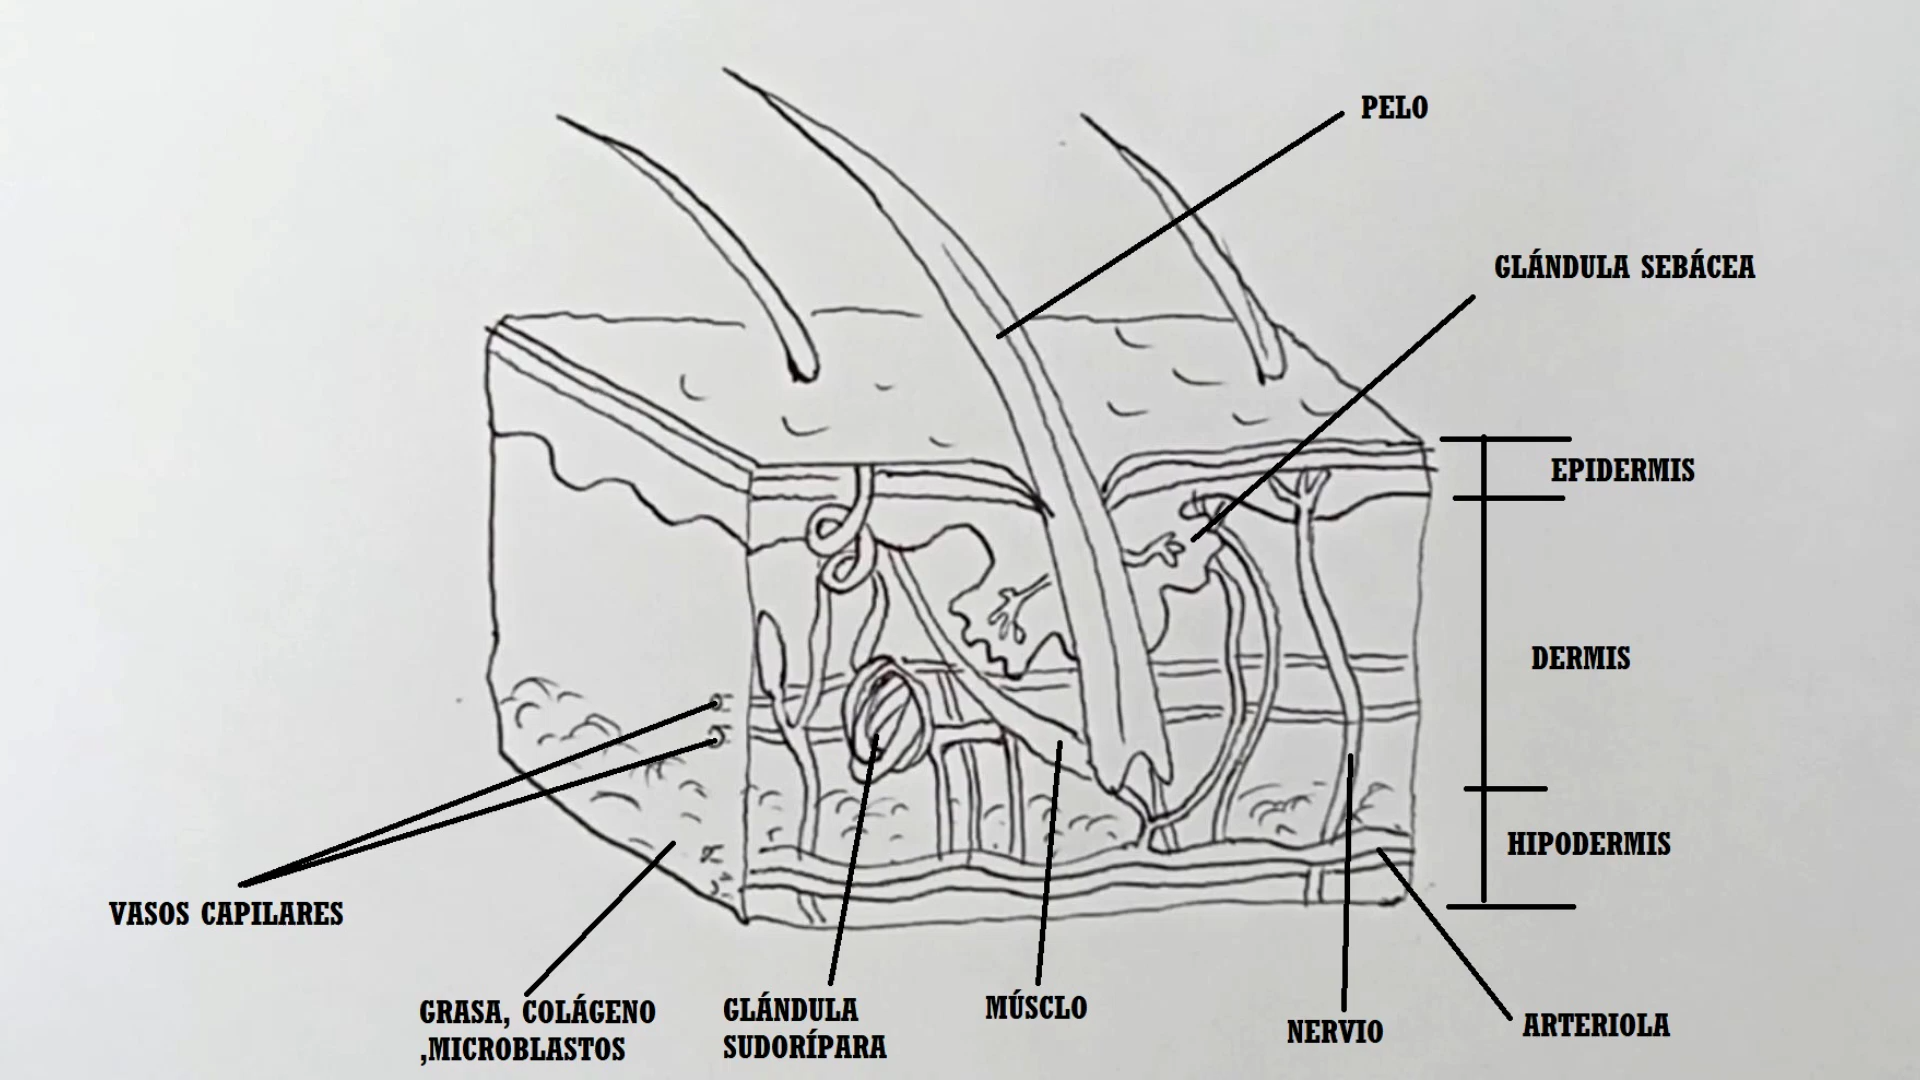 PELO
GLÁNDULA SEBÁCEA
EPIDERMIS
DERMIS
HIPODERMIS
VASOS CAPILARES
GRASA, COLÁGENO
,MICROBLASTOS
GLÁNDULA
SUDORÍPARA
MÚSCLO
NERVIO
ARTERIOLA